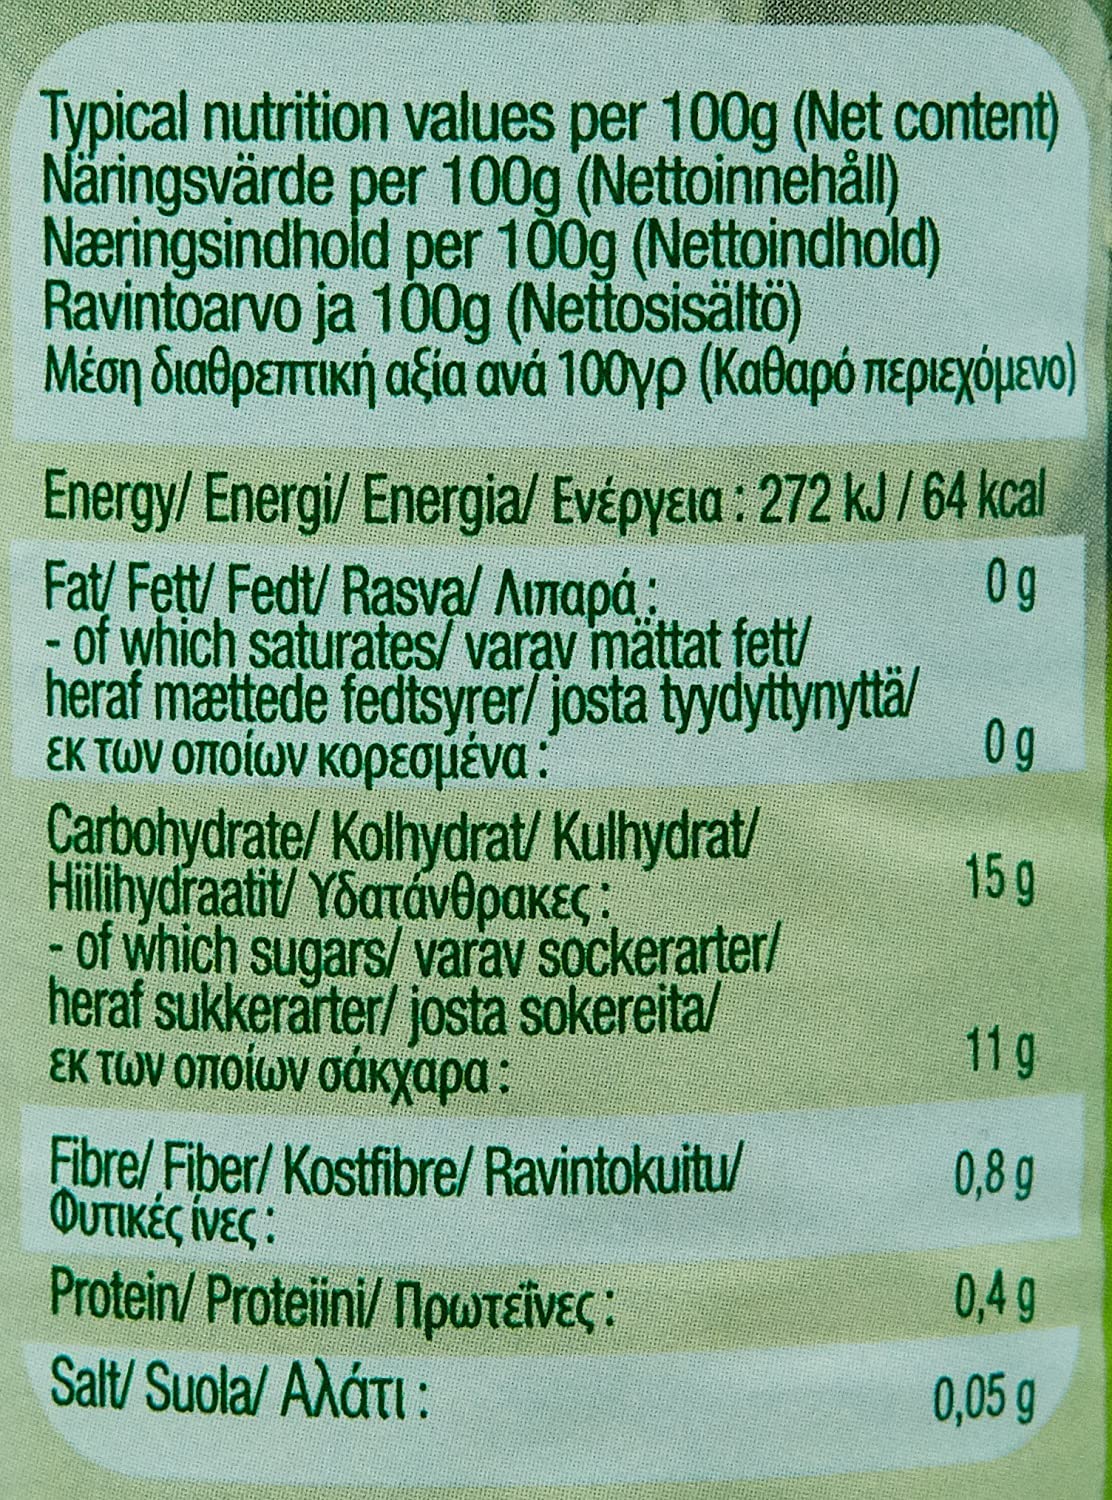 Typical nutrition values per 100g (Net content)
Näringsvärde per 100g (Nettoinnehåll)
Næringsindhold per 100g (Nettoindhold)
Ravintoarvo ja 100g (Nettosisältö)
Μέση διαθρεπτική αξία ανά 100γρ (Καθαρό περιεχόμενο)
Energy/ Energi/ Energia/ Ενέργεια : 272 kJ / 64 kcal
Fat/ Fett/ Fedt/ Rasva/ Λιπαρά : 0 g
- of which saturates/ varav mättat fett/
heraf mættede fedtsyrer/ josta tyydyttynyttä/
εκ των οποίων κορεσμένα : 0 g
Carbohydrate/ Kolhydrat/ Kulhydrat/
Hiilihydraatit/ Υδατάνθρακες : 15 g
- of which sugars/ varav sockerarter/
heraf sukkerarter/ josta sokereita/
εκ των οποίων σάκχαρα : 11 g
Fibre/ Fiber/ Kostfibre/ Ravintokuitu/ 0,8 g
Φυτικές ίνες :
Protein/ Proteiini/ Πρωτεΐνες : 0,4 g
Salt/ Suola/ Αλάτι : 0,05 g